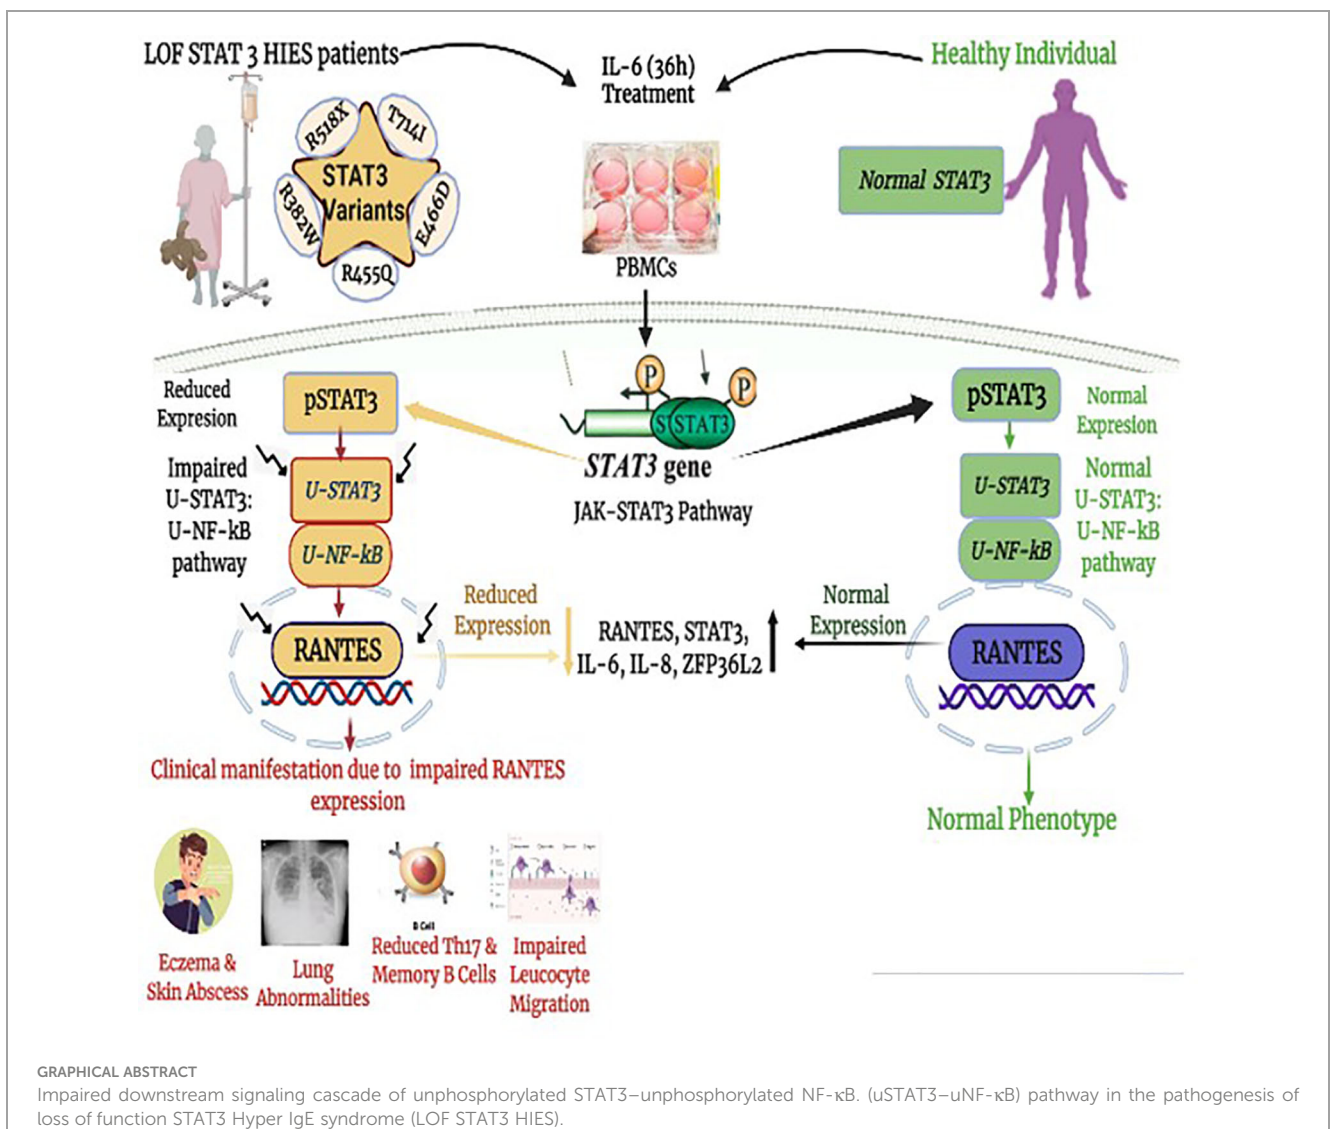 LOF STAT 3 HIES patients
IL-6 (36h)
Treatment
Healthy Individual
R518X
T714I
STAT3
Variants
R382W
E466D
R455Q
Normal STAT3
PBMCs
Reduced
Expresion
pSTAT3
P
P
STAT3
pSTAT3
Normal
Expresion
STAT3 gene
JAK-STAT3 Pathway
Impaired
U-STAT3:
U-NF-kB
pathway
U-STAT3
U-NF-kB
U-STAT3
U-NF-kB
Normal
U-STAT3:
U-NF-kB
pathway
RANTES
Reduced
Expression
RANTES, STAT3,
IL-6, IL-8, ZFP36L2
Normal
Expression
RANTES
Clinical manifestation due to impaired RANTES
expression
Normal Phenotype
Eczema &
Skin Abscess
Lung
Abnormalities
B Cell
Reduced Th17 &
Memory B Cells
Impaired
Leucocyte
Migration
GRAPHICAL ABSTRACT
Impaired downstream signaling cascade of unphosphorylated STAT3–unphosphorylated NF-κB. (uSTAT3–uNF-κB) pathway in the pathogenesis of
loss of function STAT3 Hyper IgE syndrome (LOF STAT3 HIES).